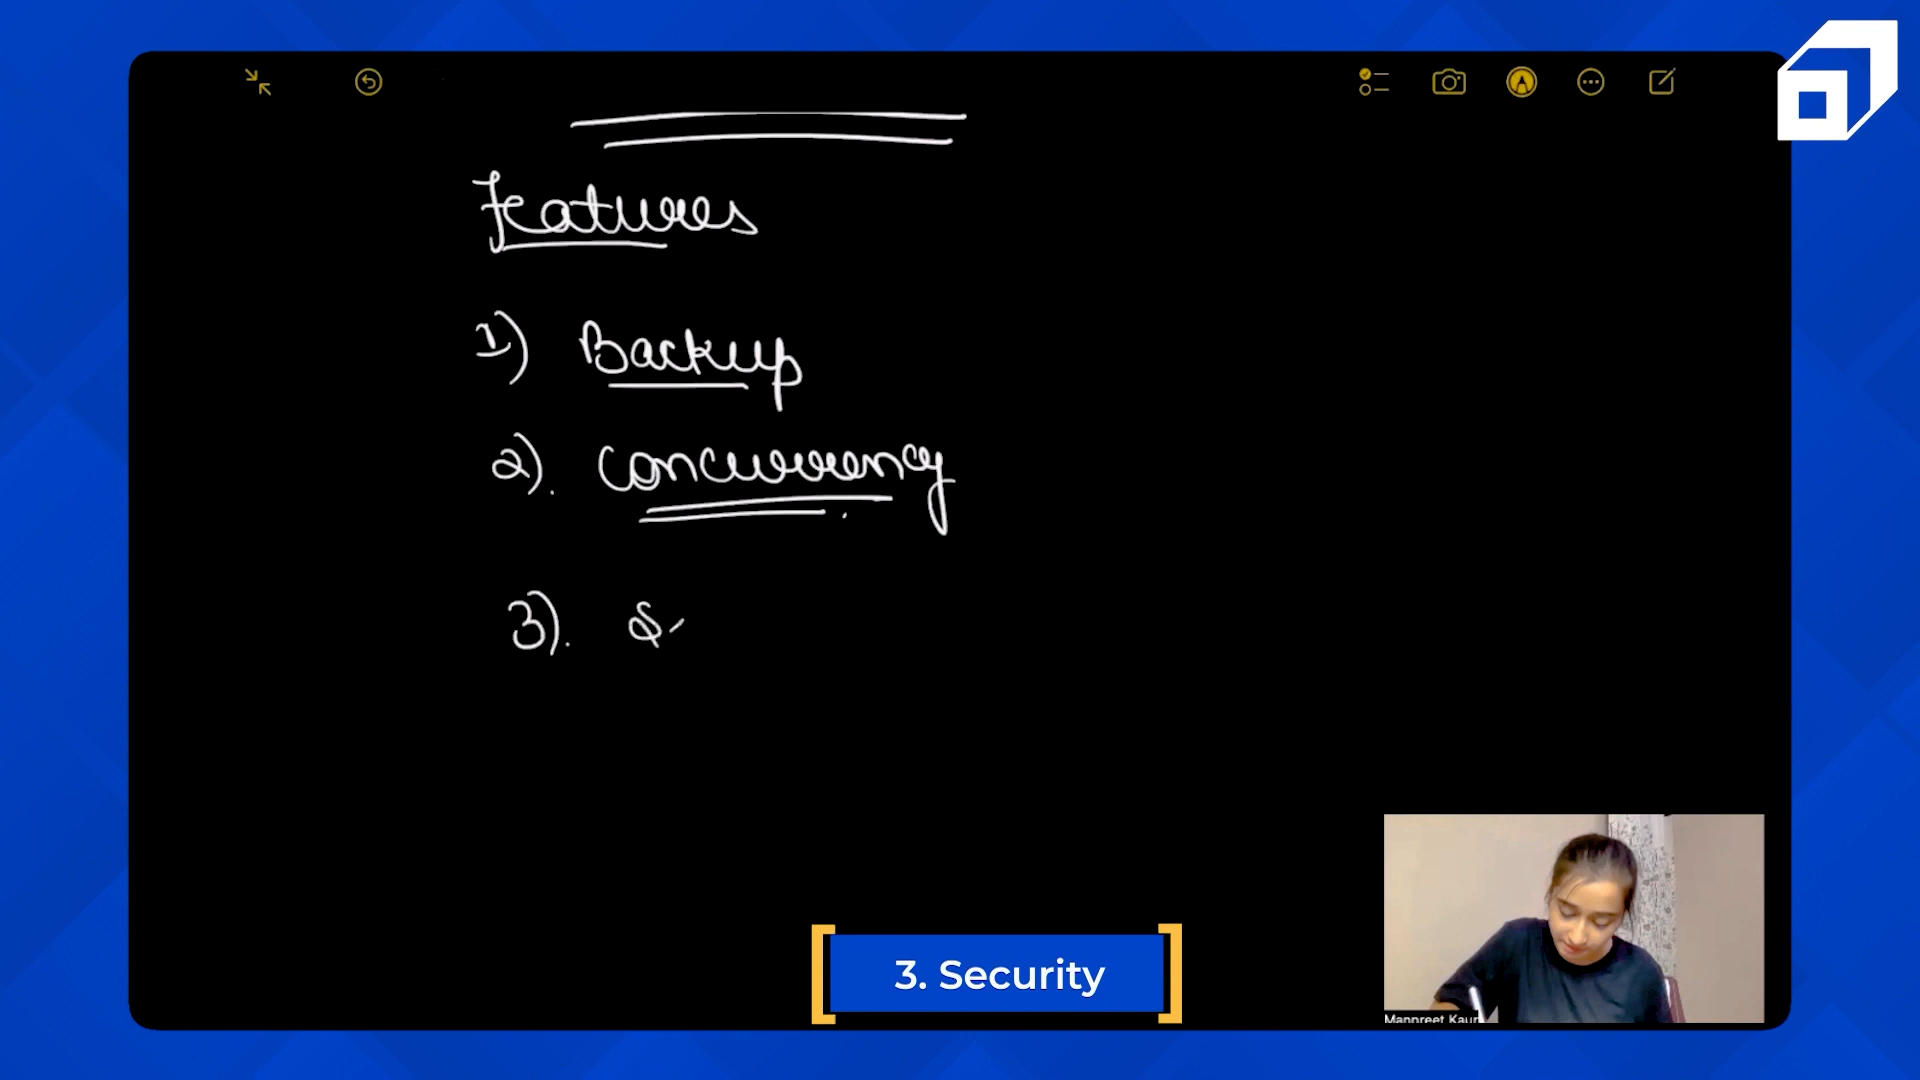 Features
1) Backup
2). Concurrency
3). S
3. Security
Manpreet Kaur